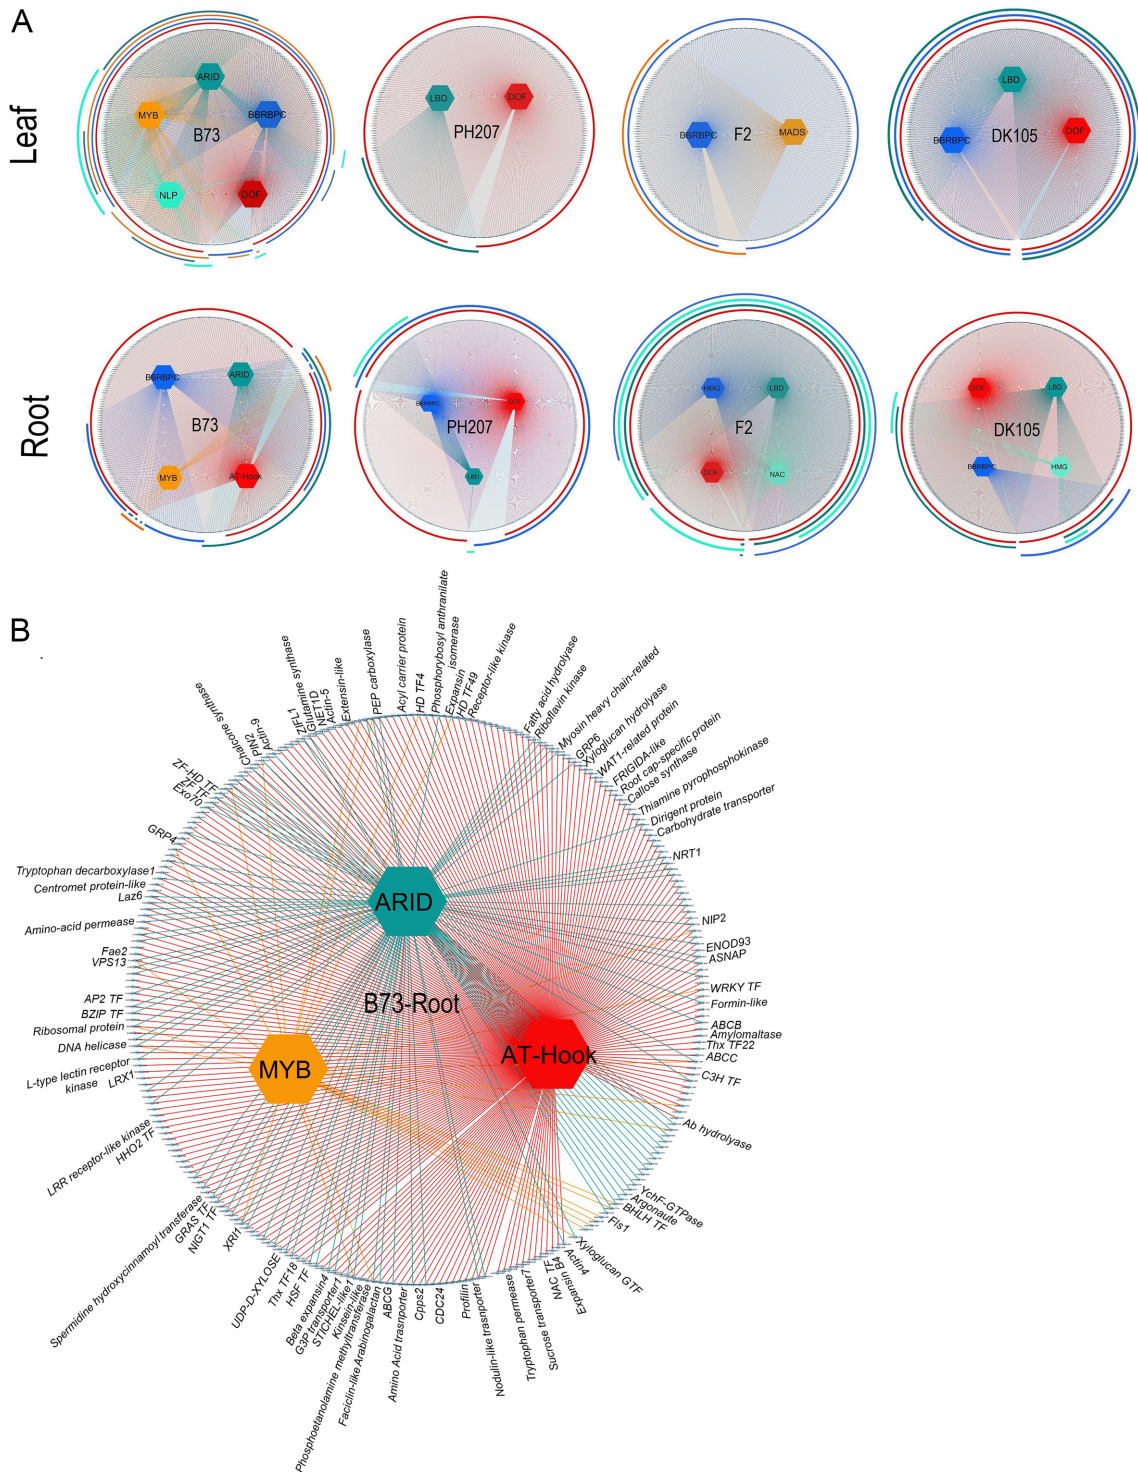 A
Leaf
ARID
MYB
BBRBPC
B73
NLP
DOF
LBD
DOF
PH207
BBRBPC
MADS
F2
LBD
BBRBPC
DOF
DK105
Root
BBRBPC
ARID
B73
MYB
AT-Hook
BBRBPC
DOF
PH207
LBD
HMG
LBD
F2
DOF
NAC
DOF
LBD
DK105
BBRBPC
HMG
B
Chalcone synthase
PIN2
Actin-9
ZIFL1
Glutamine synthase
NET1D
Actin-5
Extensin-like
PEP carboxylase
Acyl carrier protein
HD TF4
Phosphorybosyl anthranilate
isomerase
Expansin
HD TF49
Receptor-like kinase
Fatty acid hydrolyase
Riboflavin kinase
Myosin heavy chain-related
GRP6
Xyloglucan hydrolyase
WAT1-related protein
FRIGIDA-like
Root cap-specific protein
Callose synthase
Thiamine pyrophosphokinase
Dirigent protein
Carbohydrate transporter
NRT1
NIP2
ENOD93
ASNAP
WRKY TF
Formin-like
ABCB
Amylomaltase
Thx TF22
ABCC
C3H TF
Ab hydrolyase
YchF-GTPase
Argonaute
BHLH TF
Fls1
Xyloglucan GTF
Actin4
Expansin B4
NAC TF
Sucrose transporter7
Tryptophan permease
Nodulin-like trasnporter
Profilin
CDC24
Cpps2
Amino Acid trasnporter
ABCG
Faciclin-like Arabinogalactan
Phosphoetanolamine methyltransferase
Kinsein-like
STICHEL-like1
G3P transporter1
Beta expansin4
HSF TF
Thx TF18
UDP-D-XYLOSE
XRI1
NIGT1 TF
GRAS TF
Spermidine hydroxycinnamoyl transferase
HHO2 TF
LRR receptor-like kinase
LRX1
L-type lectin receptor
kinase
DNA helicase
Ribosomal protein
BZIP TF
AP2 TF
VPS13
Fae2
Amino-acid permease
Laz6
Centromet protein-like
Tryptophan decarboxylase1
GRP4
Exo70
ZF TF
ZF-HD TF
ARID
B73-Root
MYB
AT-Hook